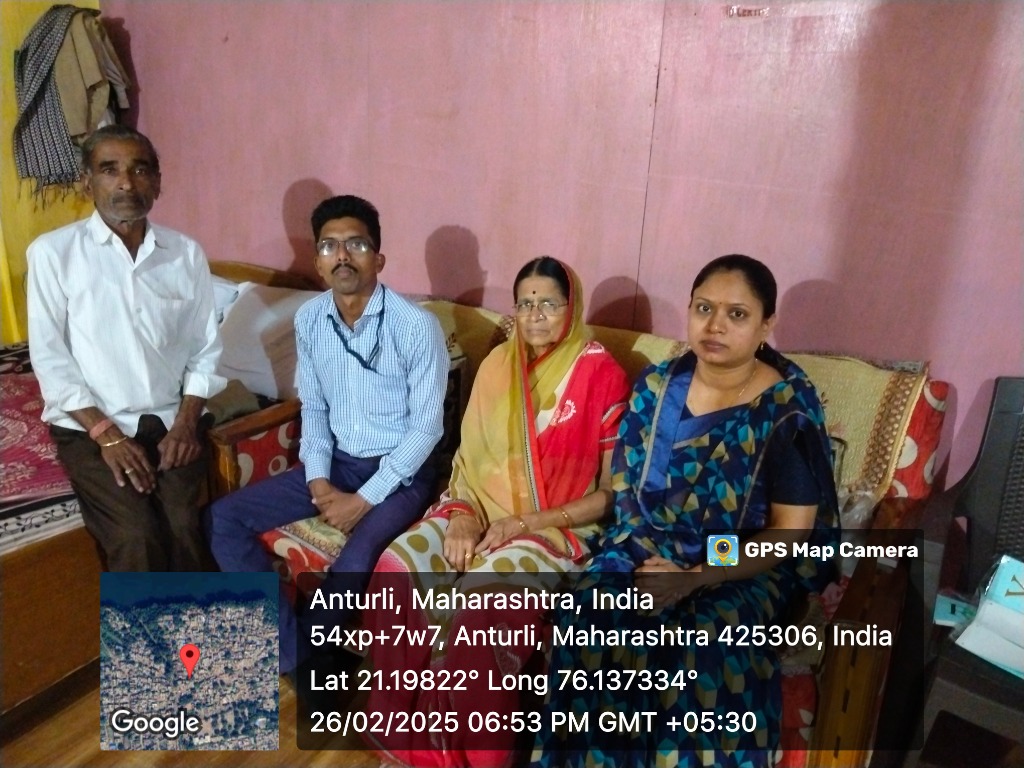 GPS Map Camera
Anturli, Maharashtra, India
54xp+7w7, Anturli, Maharashtra 425306, India
Lat 21.19822° Long 76.137334°
26/02/2025 06:53 PM GMT +05:30
Google